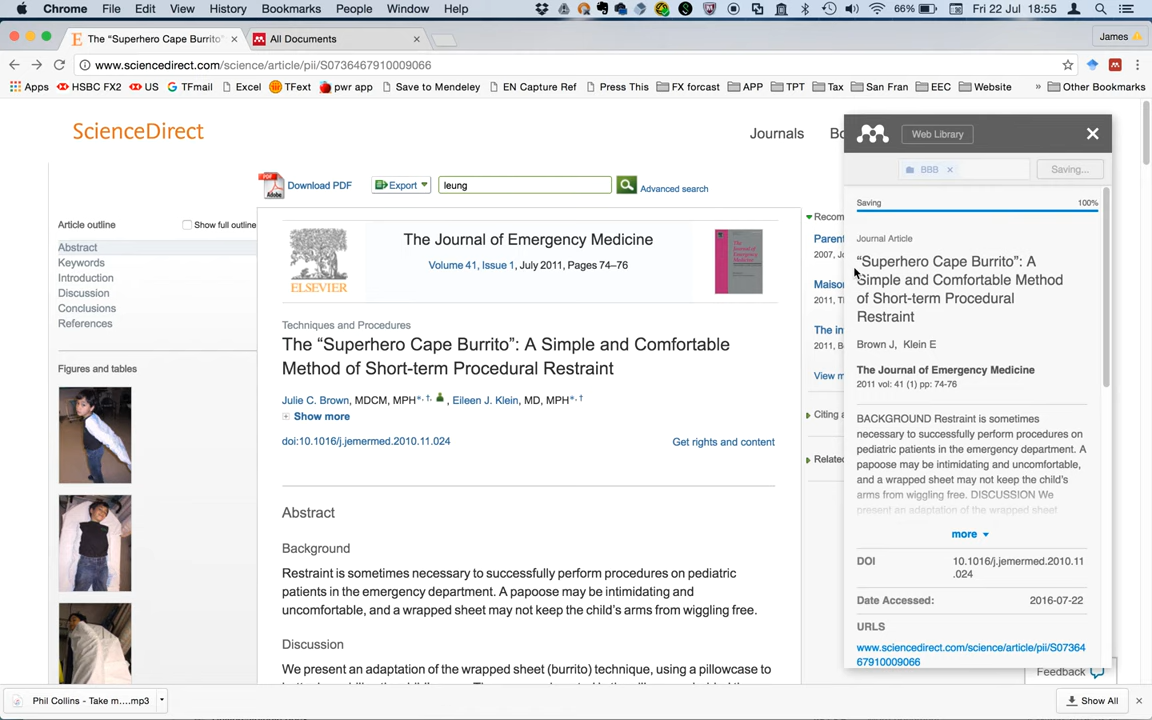 Chrome File Edit View History Bookmarks People Window Help 66% Fri 22 Jul 18:55
The “Superhero Cape Burrito” × All Documents × James
www.sciencedirect.com/science/article/pii/S0736467910009066
Apps HSBC FX2 US TFmail Excel TFext pwr app Save to Mendeley EN Capture Ref Press This FX forcast APP TPT Tax San Fran EEC Website » Other Bookmarks
ScienceDirect
Journals Bo
Download PDF Export leung Advanced search
Article outline Show full outline
Abstract
Keywords
Introduction
Discussion
Conclusions
References
Figures and tables
ELSEVIER
The Journal of Emergency Medicine
Volume 41, Issue 1, July 2011, Pages 74–76
Techniques and Procedures
The “Superhero Cape Burrito”: A Simple and Comfortable
Method of Short-term Procedural Restraint
Julie C. Brown, MDCM, MPH*, †, , Eileen J. Klein, MD, MPH*, †
Show more
doi:10.1016/j.jemermed.2010.11.024 Get rights and content
Abstract
Background
Restraint is sometimes necessary to successfully perform procedures on pediatric
patients in the emergency department. A papoose may be intimidating and
uncomfortable, and a wrapped sheet may not keep the child’s arms from wiggling free.
Discussion
We present an adaptation of the wrapped sheet (burrito) technique, using a pillowcase to
Recom
Parent
2007, Jo
Maison
2011, T
The in
2011, B
View m
Citing a
Related
Web Library
BBB × Saving...
Saving 100%
Journal Article
“Superhero Cape Burrito”: A
Simple and Comfortable Method
of Short-term Procedural
Restraint
Brown J, Klein E
The Journal of Emergency Medicine
2011 vol: 41 (1) pp: 74-76
BACKGROUND Restraint is sometimes
necessary to successfully perform procedures on
pediatric patients in the emergency department. A
papoose may be intimidating and uncomfortable,
and a wrapped sheet may not keep the child's
arms from wiggling free. DISCUSSION We
present an adaptation of the wrapped sheet
more
DOI 10.1016/j.jemermed.2010.11
.024
Date Accessed: 2016-07-22
URLS
www.sciencedirect.com/science/article/pii/S07364
67910009066
Feedback
Phil Collins - Take m....mp3 Show All